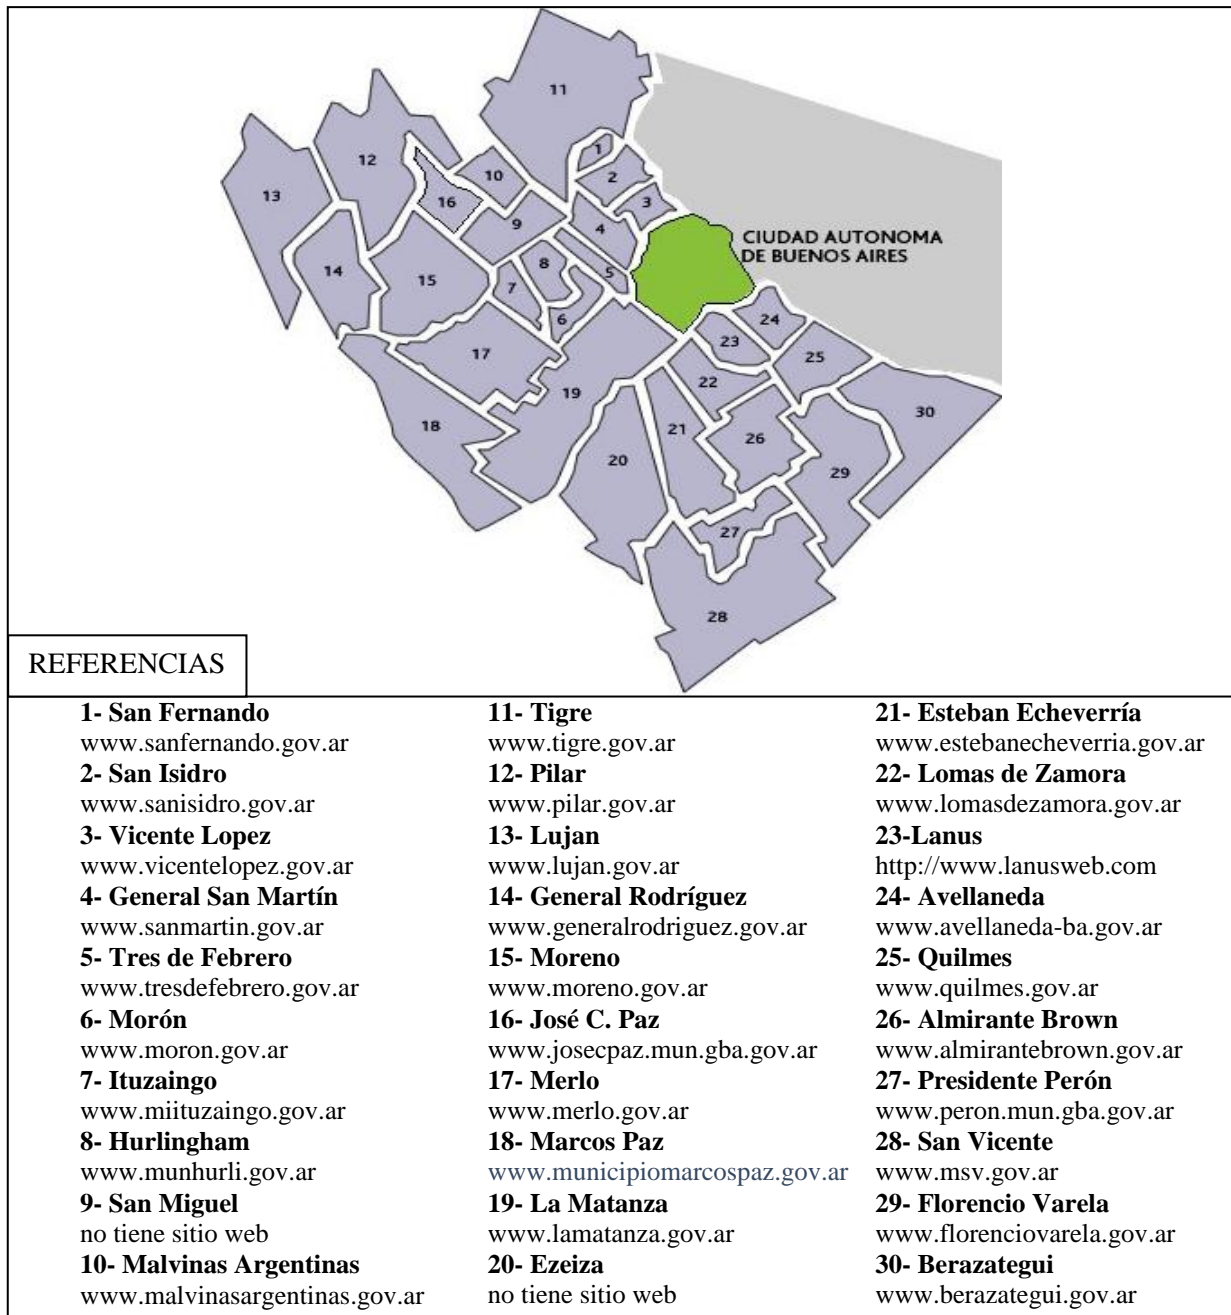 11
1
12
2
10
13
16
3
9
4
CIUDAD AUTONOMA
DE BUENOS AIRES
8
5
14
15
7
6
24
23
17
25
22
19
30
18
21
26
20
29
27
28
REFERENCIAS
1- San Fernando
www.sanfernando.gov.ar
2- San Isidro
www.sanisidro.gov.ar
3- Vicente Lopez
www.vicentelopez.gov.ar
4- General San Martín
www.sanmartin.gov.ar
5- Tres de Febrero
www.tresdefebrero.gov.ar
6- Morón
www.moron.gov.ar
7- Ituzaingo
www.miituzaingo.gov.ar
8- Hurlingham
www.munhurli.gov.ar
9- San Miguel
no tiene sitio web
10- Malvinas Argentinas
www.malvinasargentinas.gov.ar
11- Tigre
www.tigre.gov.ar
12- Pilar
www.pilar.gov.ar
13- Lujan
www.lujan.gov.ar
14- General Rodríguez
www.generalrodriguez.gov.ar
15- Moreno
www.moreno.gov.ar
16- José C. Paz
www.josecpaz.mun.gba.gov.ar
17- Merlo
www.merlo.gov.ar
18- Marcos Paz
www.municipiomarcospaz.gov.ar
19- La Matanza
www.lamatanza.gov.ar
20- Ezeiza
no tiene sitio web
21- Esteban Echeverría
www.estebanecheverria.gov.ar
22- Lomas de Zamora
www.lomasdezamora.gov.ar
23-Lanus
http://www.lanusweb.com
24- Avellaneda
www.avellaneda-ba.gov.ar
25- Quilmes
www.quilmes.gov.ar
26- Almirante Brown
www.almirantebrown.gov.ar
27- Presidente Perón
www.peron.mun.gba.gov.ar
28- San Vicente
www.msv.gov.ar
29- Florencio Varela
www.florenciovarela.gov.ar
30- Berazategui
www.berazategui.gov.ar